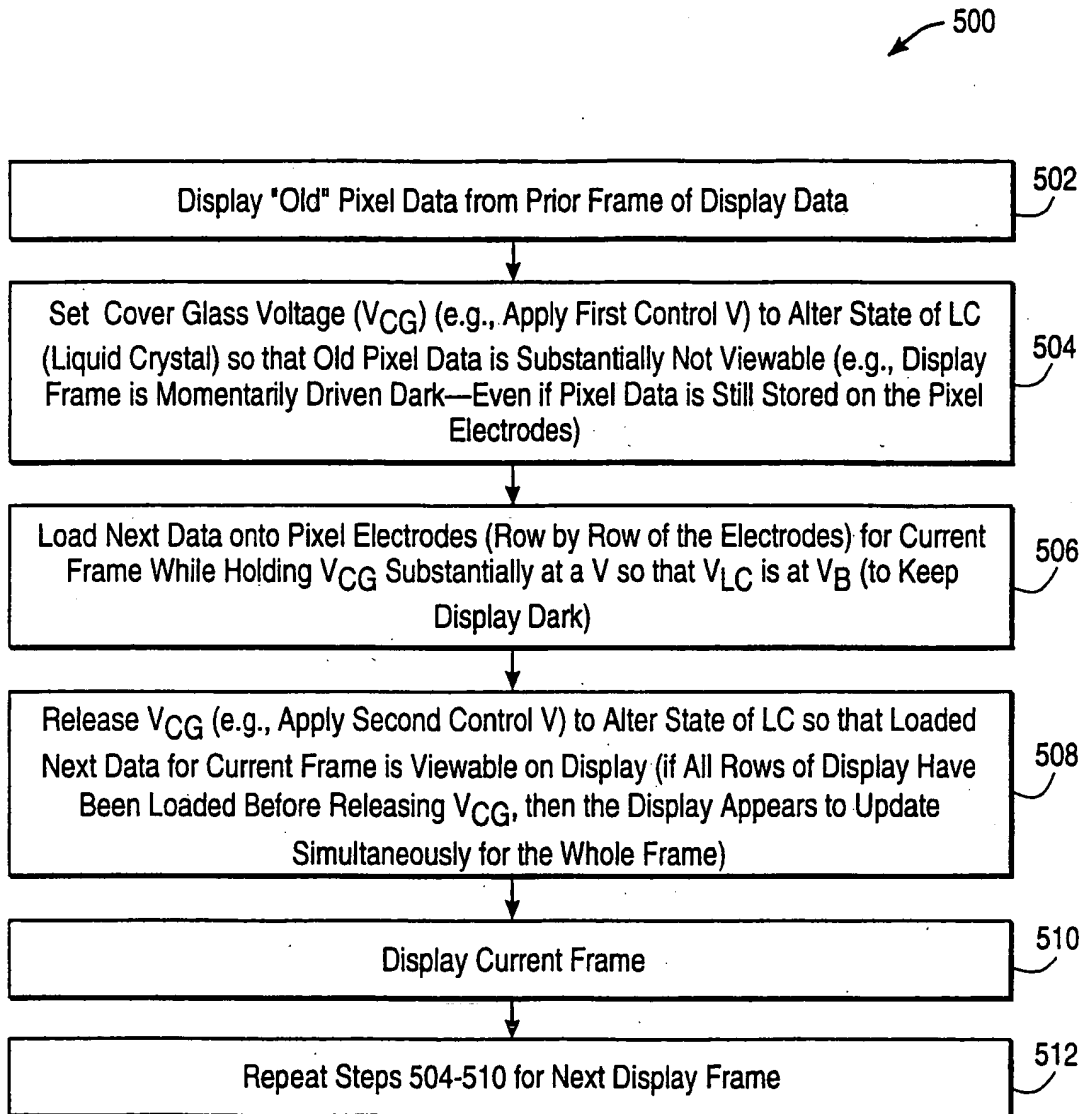 500
Display "Old" Pixel Data from Prior Frame of Display Data
502
Set Cover Glass Voltage (VCG) (e.g., Apply First Control V) to Alter State of LC
(Liquid Crystal) so that Old Pixel Data is Substantially Not Viewable (e.g., Display
Frame is Momentarily Driven Dark—Even if Pixel Data is Still Stored on the Pixel
Electrodes)
504
Load Next Data onto Pixel Electrodes (Row by Row of the Electrodes) for Current
Frame While Holding VCG Substantially at a V so that VLC is at VB (to Keep
Display Dark)
506
Release VCG (e.g., Apply Second Control V) to Alter State of LC so that Loaded
Next Data for Current Frame is Viewable on Display (if All Rows of Display Have
Been Loaded Before Releasing VCG, then the Display Appears to Update
Simultaneously for the Whole Frame)
508
Display Current Frame
510
Repeat Steps 504-510 for Next Display Frame
512